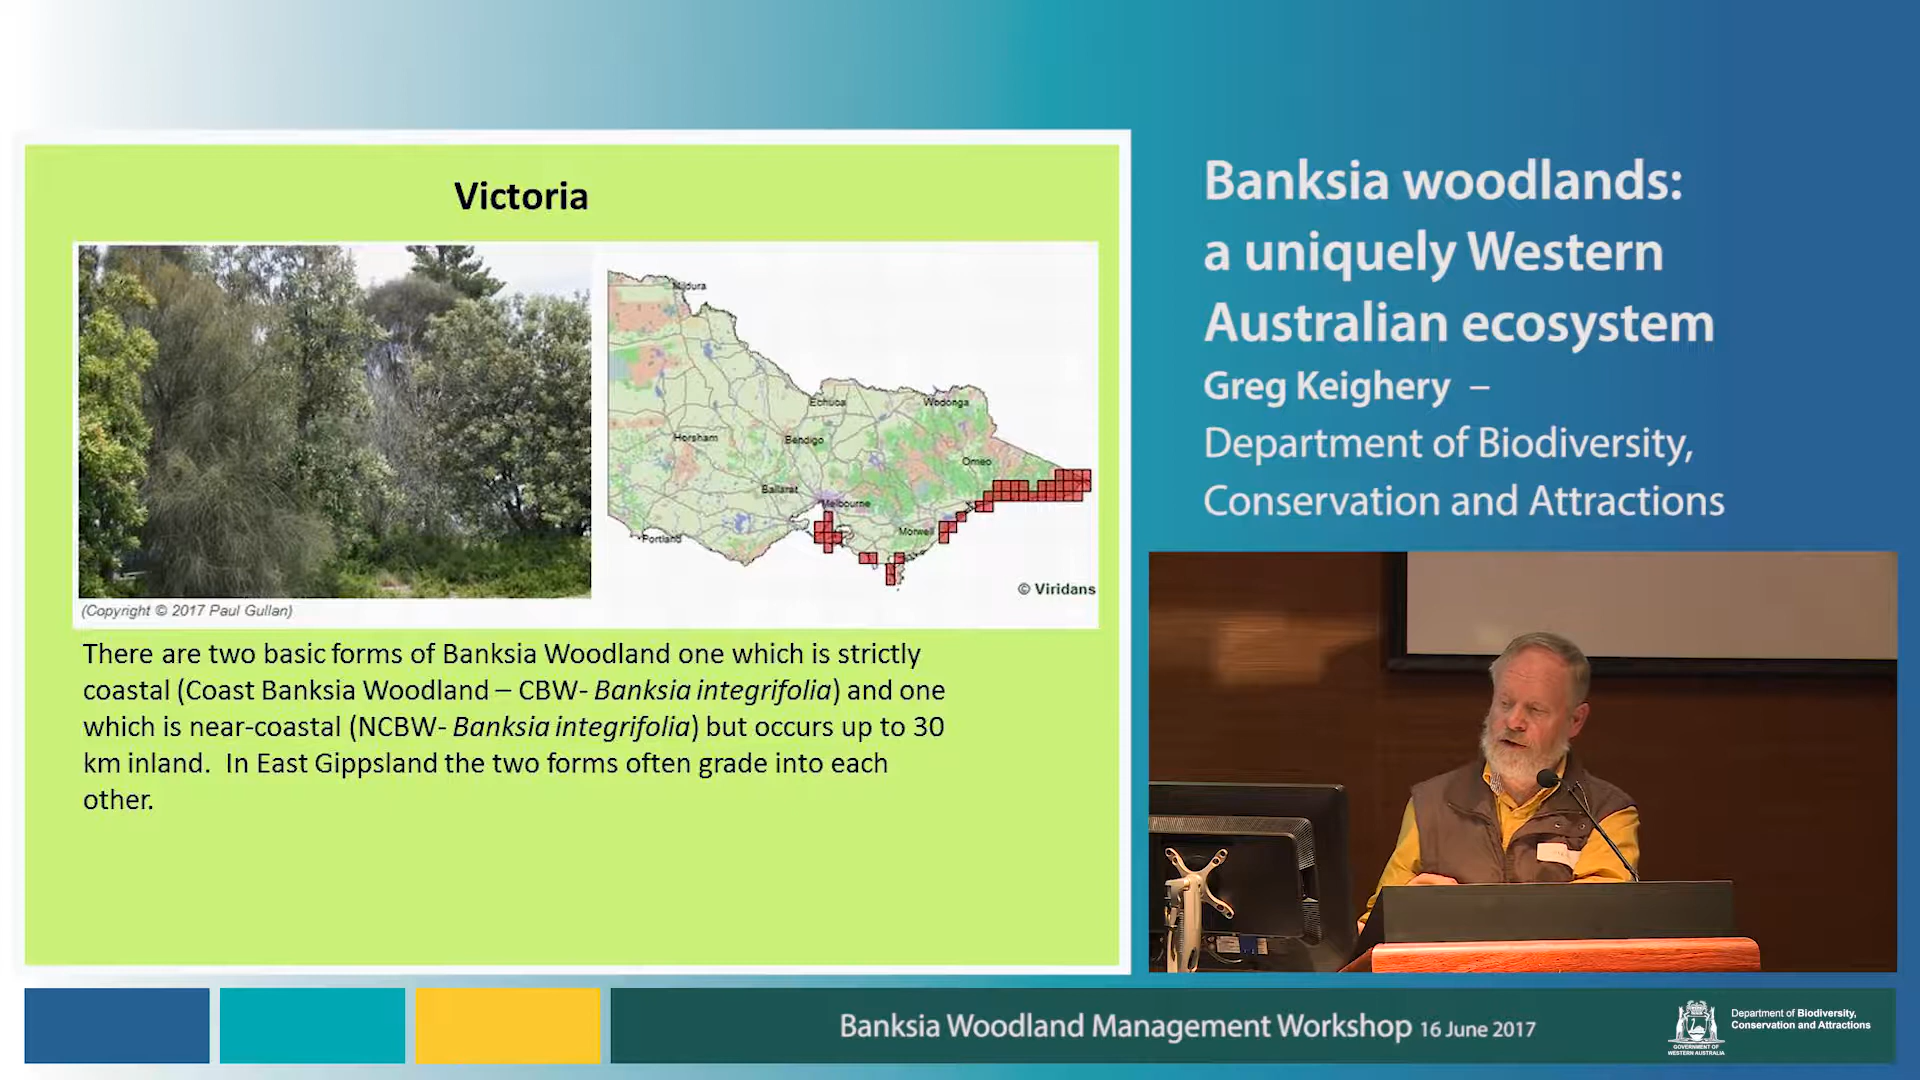 Victoria
Mildura
Echuca
Wodonga
Horsham
Bendigo
Omeo
Ballarat
Melbourne
Morwell
Portland
© Viridans
(Copyright © 2017 Paul Gullan)
There are two basic forms of Banksia Woodland one which is strictly
coastal (Coast Banksia Woodland – CBW- Banksia integrifolia) and one
which is near-coastal (NCBW- Banksia integrifolia) but occurs up to 30
km inland.  In East Gippsland the two forms often grade into each
other.
Banksia woodlands:
a uniquely Western
Australian ecosystem
Greg Keighery –
Department of Biodiversity,
Conservation and Attractions
Banksia Woodland Management Workshop 16 June 2017
GOVERNMENT OF
WESTERN AUSTRALIA
Department of Biodiversity,
Conservation and Attractions